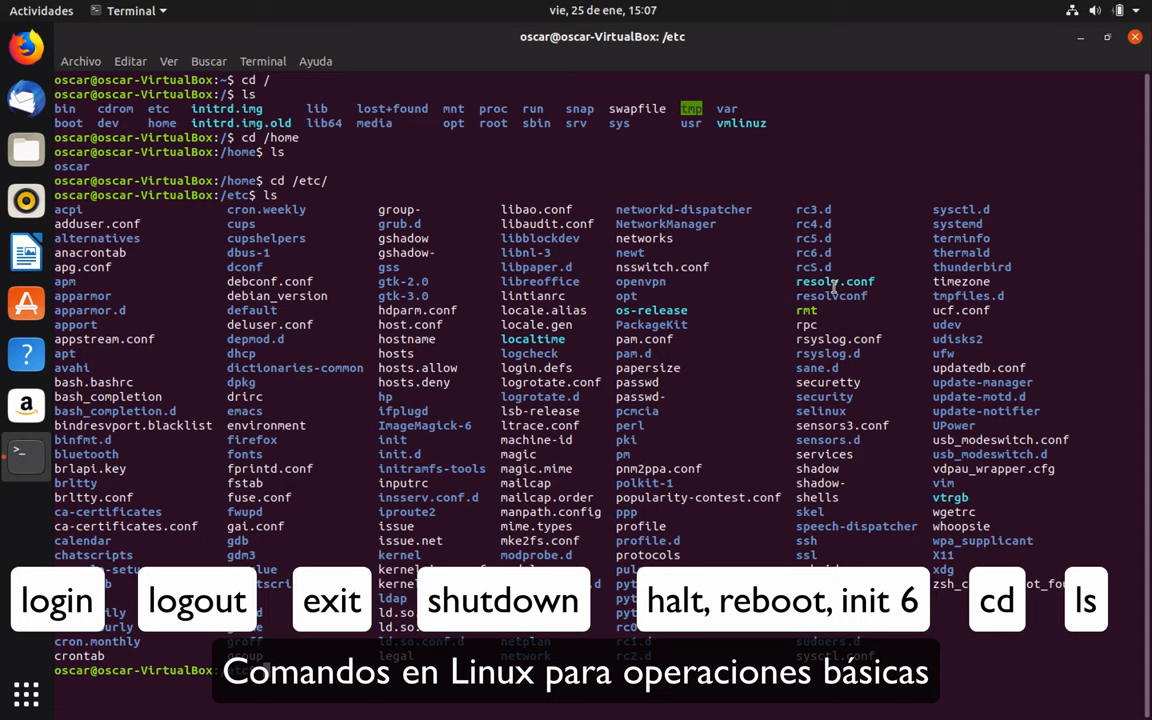 Actividades Terminal vie, 25 de ene, 15:07
oscar@oscar-VirtualBox: /etc
Archivo Editar Ver Buscar Terminal Ayuda
oscar@oscar-VirtualBox:~$ cd /
oscar@oscar-VirtualBox:/$ ls
bin cdrom etc initrd.img lib lost+found mnt proc run snap swapfile tmp var
boot dev home initrd.img.old lib64 media opt root sbin srv sys usr vmlinuz
oscar@oscar-VirtualBox:/$ cd /home
oscar@oscar-VirtualBox:/home$ ls
oscar
oscar@oscar-VirtualBox:/home$ cd /etc/
oscar@oscar-VirtualBox:/etc$ ls
acpi cron.weekly group- libao.conf networkd-dispatcher rc3.d sysctl.d
adduser.conf cups grub.d libaudit.conf NetworkManager rc4.d systemd
alternatives cupshelpers gshadow libblockdev networks rc5.d terminfo
anacrontab dbus-1 gshadow- libnl-3 newt rc6.d thermald
apg.conf dconf gss libpaper.d nsswitch.conf rcS.d thunderbird
apm debconf.conf gtk-2.0 libreoffice openvpn resolv.conf timezone
apparmor debian_version gtk-3.0 lintianrc opt resolvconf tmpfiles.d
apparmor.d default hdparm.conf locale.alias os-release rmt ucf.conf
apport deluser.conf host.conf locale.gen PackageKit rpc udev
appstream.conf depmod.d hostname localtime pam.conf rsyslog.conf udisks2
apt dhcp hosts logcheck pam.d rsyslog.d ufw
avahi dictionaries-common hosts.allow login.defs papersize sane.d updatedb.conf
bash.bashrc dpkg hosts.deny logrotate.conf passwd securetty update-manager
bash_completion drirc hp logrotate.d passwd- security update-motd.d
bash_completion.d emacs ifplugd lsb-release pcmcia selinux update-notifier
bindresvport.blacklist environment ImageMagick-6 ltrace.conf perl sensors3.conf UPower
binfmt.d firefox init machine-id pki sensors.d usb_modeswitch.conf
bluetooth fonts init.d magic pm services usb_modeswitch.d
brlapi.key fprintd.conf initramfs-tools magic.mime pnm2ppa.conf shadow vdpau_wrapper.cfg
brltty fstab inputrc mailcap polkit-1 shadow- vim
brltty.conf fuse.conf insserv.conf.d mailcap.order popularity-contest.conf shells vtrgb
ca-certificates fwupd iproute2 manpath.config ppp skel wgetrc
ca-certificates.conf gai.conf issue mime.types profile speech-dispatcher whoopsie
calendar gdb issue.net mke2fs.conf profile.d ssh wpa_supplicant
chatscripts gdm3 kernel modprobe.d protocols ssl X11
xdg
login logout exit shutdown halt, reboot, init 6 cd ls
cron.monthly
crontab
oscar@oscar-VirtualBox:
Comandos en Linux para operaciones básicas